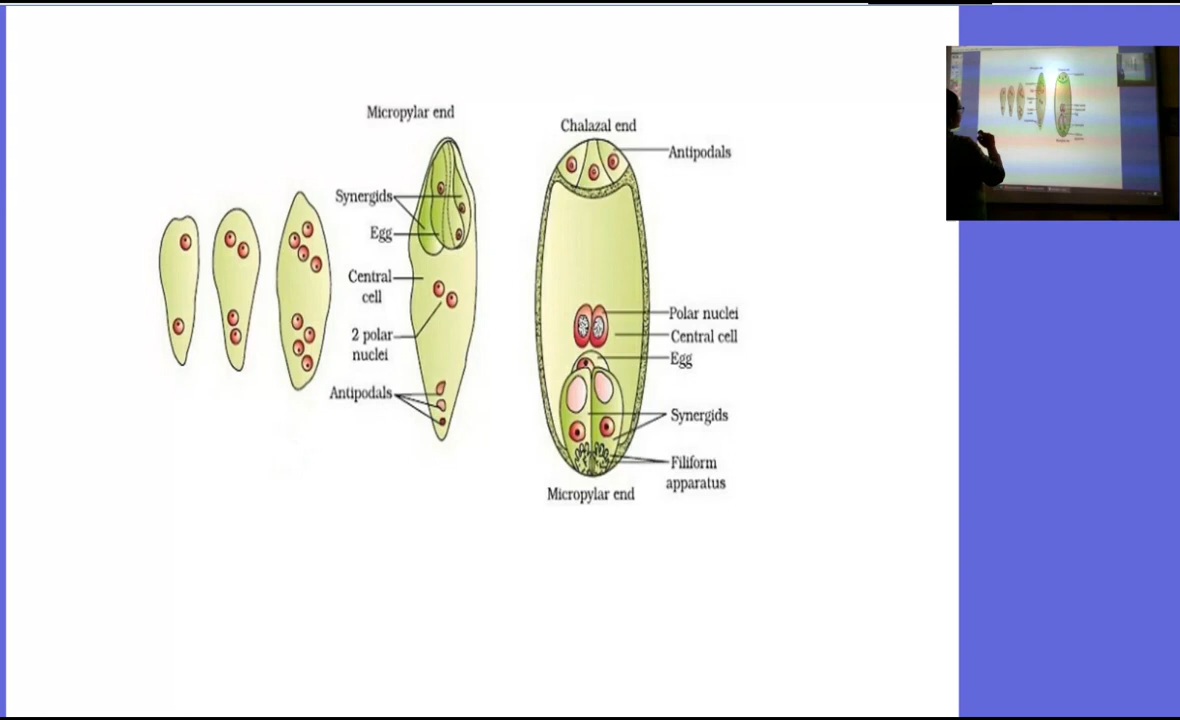 Micropylar end
Synergids
Egg
Central
cell
2 polar
nuclei
Antipodals
Chalazal end
Antipodals
Polar nuclei
Central cell
Egg
Synergids
Filiform
apparatus
Micropylar end